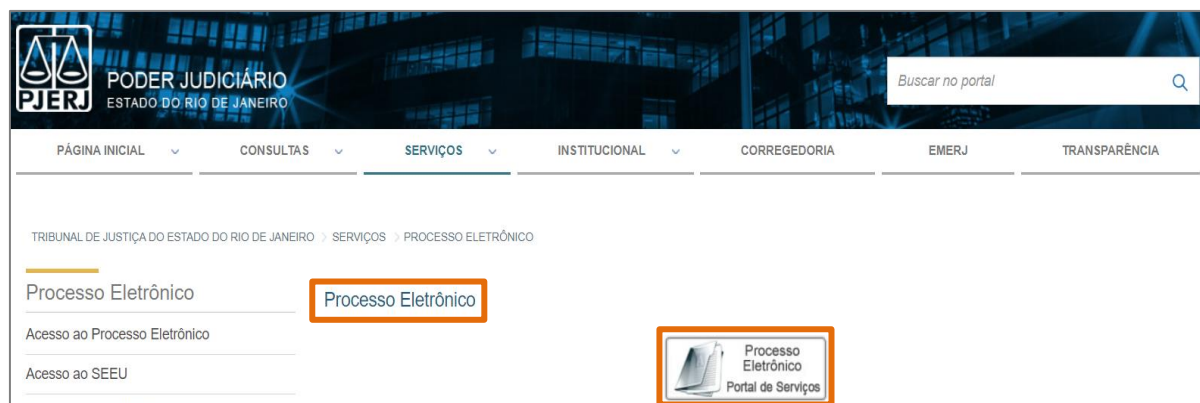 PJERJ
PODER JUDICIÁRIO
ESTADO DO RIO DE JANEIRO
Buscar no portal
PÁGINA INICIAL CONSULTAS SERVIÇOS INSTITUCIONAL CORREGEDORIA EMERJ TRANSPARÊNCIA
TRIBUNAL DE JUSTIÇA DO ESTADO DO RIO DE JANEIRO > SERVIÇOS > PROCESSO ELETRÔNICO
Processo Eletrônico
Acesso ao Processo Eletrônico
Acesso ao SEEU
Processo Eletrônico
Processo
Eletrônico
Portal de Serviços